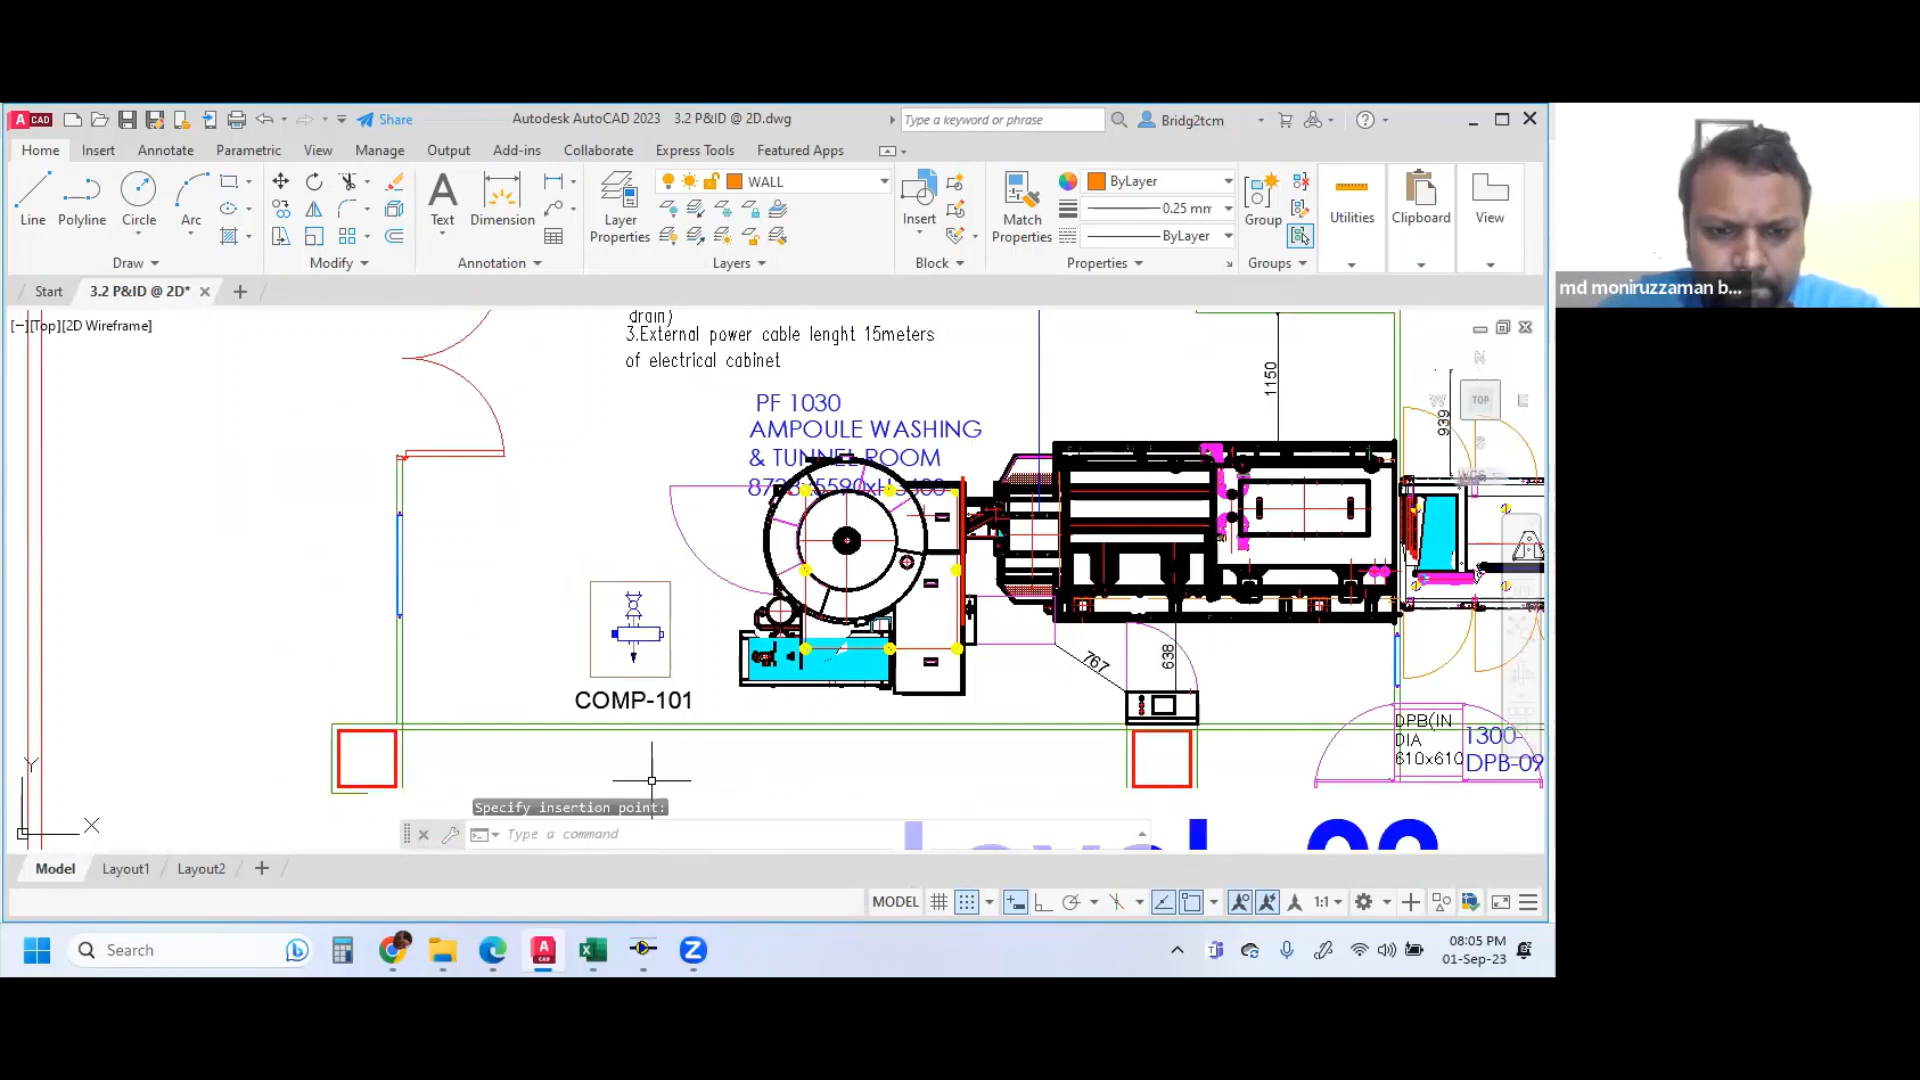 A CAD
Share
Autodesk AutoCAD 2023 3.2 P&ID @ 2D.dwg
Type a keyword or phrase
Bridg2tcm
Home Insert Annotate Parametric View Manage Output Add-ins Collaborate Express Tools Featured Apps
WALL
ByLayer
0.25 mm
ByLayer
Line Polyline Circle Arc
Text Dimension
Layer
Properties
Insert
Match
Properties
Group
Utilities
Clipboard
View
Draw
Modify
Annotation
Layers
Block
Properties
Groups
Start
3.2 P&ID @ 2D*
[−][Top][2D Wireframe]
drain)
3.External power cable lenght 15meters
of electrical cabinet
PF 1030
AMPOULE WASHING
& TUNNEL ROOM
1150
939
N
W TOP E
S
WCS
COMP-101
767
638
DPB(IN
DIA
610x610
1300-
DPB-09
Y
X
Specify insertion point:
Type a command
Model Layout1 Layout2
MODEL
1:1
Search
08:05 PM
01-Sep-23
md moniruzzaman b...